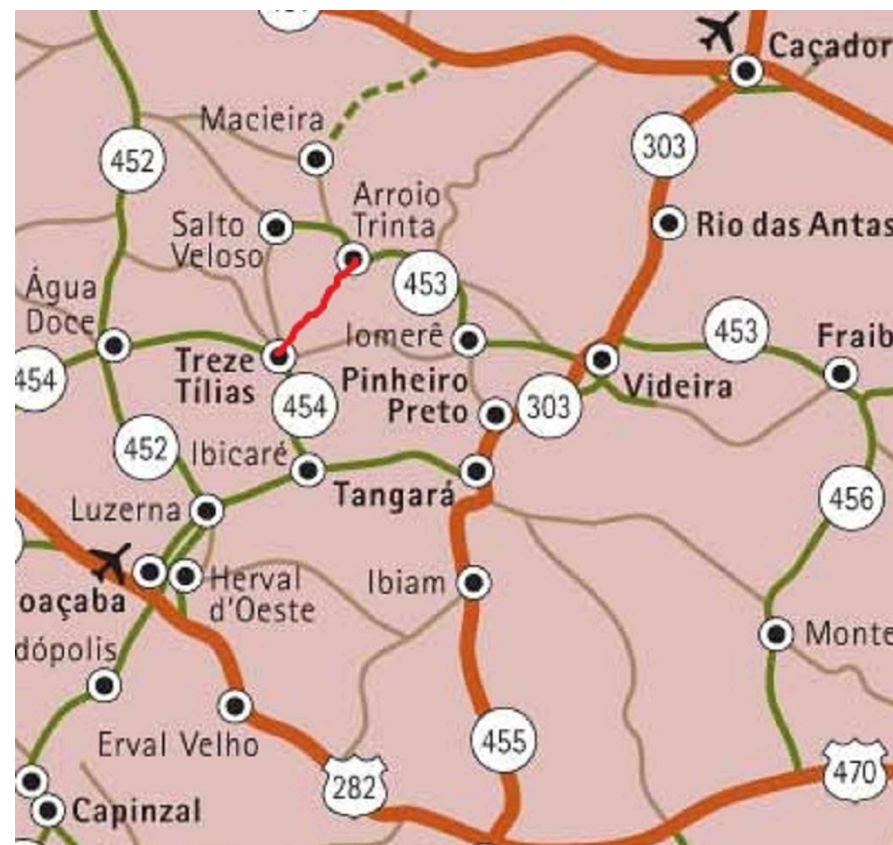 Caçador
Macieira
303
452
Arroio
Trinta
Salto
Veloso
Rio das Antas
Água
Doce
453
Iomerê
453
Fraib
Treze
Tílias
Pinheiro
Preto
Videira
454
454
303
452
Ibicaré
Tangará
456
Luzerna
oaçaba
Herval
d'Oeste
Ibiam
dópolis
Monte
Erval Velho
455
282
470
Capinzal